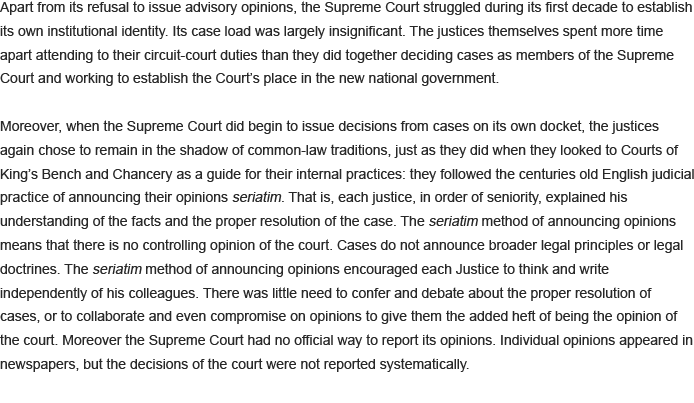 Apart from its refusal to issue advisory opinions, the Supreme Court struggled during its first decade to establish
its own institutional identity. Its case load was largely insignificant. The justices themselves spent more time
apart attending to their circuit-court duties than they did together deciding cases as members of the Supreme
Court and working to establish the Court's place in the new national government.

Moreover, when the Supreme Court did begin to issue decisions from cases on its own docket, the justices
again chose to remain in the shadow of common-law traditions, just as they did when they looked to Courts of
King's Bench and Chancery as a guide for their internal practices: they followed the centuries old English judicial
practice of announcing their opinions seriatim. That is, each justice, in order of seniority, explained his
understanding of the facts and the proper resolution of the case. The seriatim method of announcing opinions
means that there is no controlling opinion of the court. Cases do not announce broader legal principles or legal
doctrines. The seriatim method of announcing opinions encouraged each Justice to think and write
independently of his colleagues. There was little need to confer and debate about the proper resolution of
cases, or to collaborate and even compromise on opinions to give them the added heft of being the opinion of
the court. Moreover the Supreme Court had no official way to report its opinions. Individual opinions appeared in
newspapers, but the decisions of the court were not reported systematically.